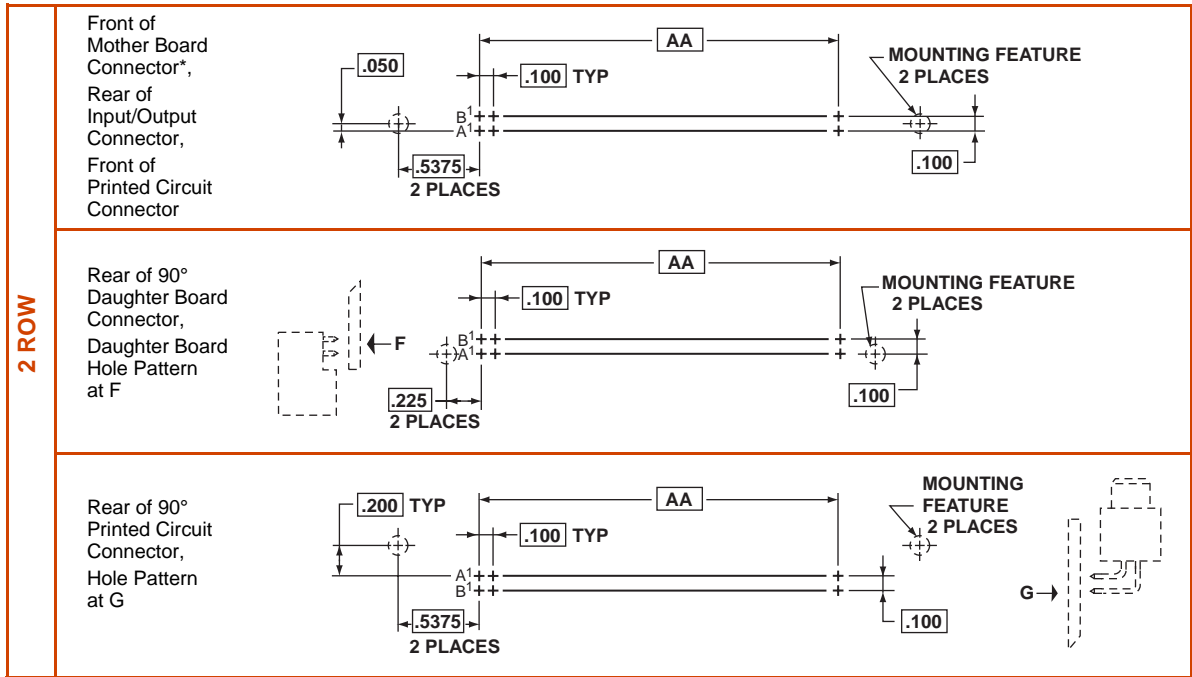 2 ROW
Front of
Mother Board
Connector*,
Rear of
Input/Output
Connector,
Front of
Printed Circuit
Connector
AA
.050
.100 TYP
MOUNTING FEATURE
2 PLACES
B1
A1
.5375
2 PLACES
.100
Rear of 90°
Daughter Board
Connector,
Daughter Board
Hole Pattern
at F
F
AA
.100 TYP
MOUNTING FEATURE
2 PLACES
B1
A1
.225
2 PLACES
.100
Rear of 90°
Printed Circuit
Connector,
Hole Pattern
at G
.200 TYP
AA
.100 TYP
MOUNTING
FEATURE
2 PLACES
A1
B1
.5375
2 PLACES
.100
G